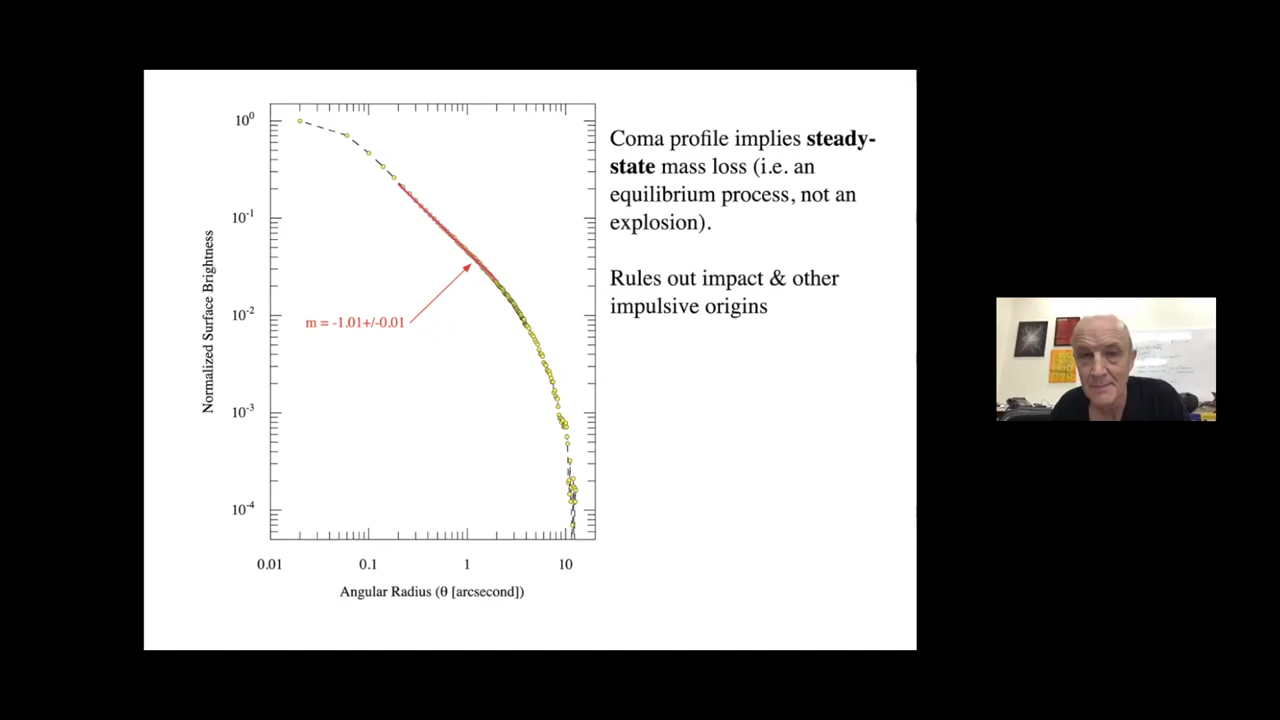 10^0
10^-1
10^-2
10^-3
10^-4
Normalized Surface Brightness
m = -1.01+/-0.01
0.01 0.1 1 10
Angular Radius (θ [arcsecond])
Coma profile implies steady-
state mass loss (i.e. an
equilibrium process, not an
explosion).
Rules out impact & other
impulsive origins